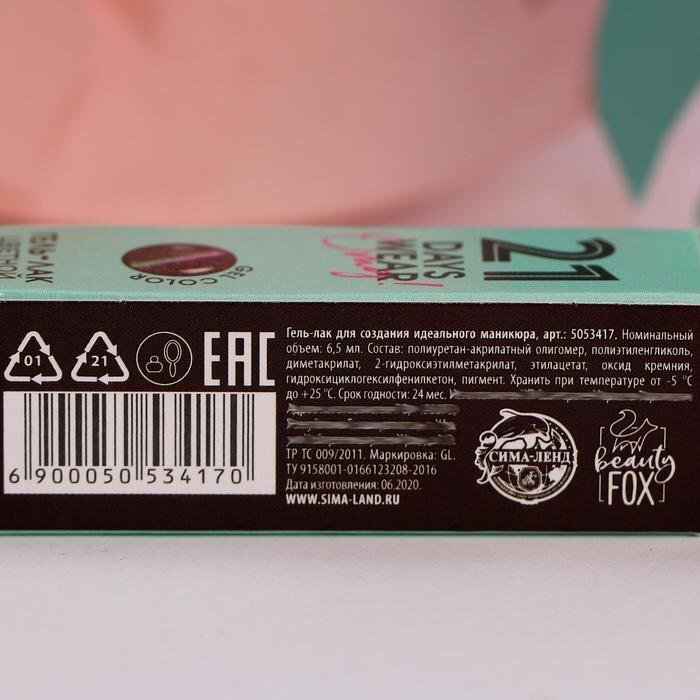 21
DAYS
WEAR
Enjoy!
GEL COLOR
ГЕЛЬ-ЛАК
ЦВЕТНОЙ
01
21
EAC
Гель-лак для создания идеального маникюра, арт.: 5053417. Номинальный
объем: 6,5 мл. Состав: полиуретан-акрилатный олигомер, полиэтиленгликоль,
диметакрилат, 2-гидроксиэтилметакрилат, этилацетат, оксид кремния,
гидроксициклогексилфенилкетон, пигмент. Хранить при температуре от -5 °C
до +25 °C. Срок годности: 24 мес.
ТР ТС 009/2011. Маркировка: GL.
ТУ 9158001-0166123208-2016
Дата изготовления: 06.2020.
WWW.SIMA-LAND.RU
6 900050 534170
СИМА-ЛЕНД
beauty
FOX